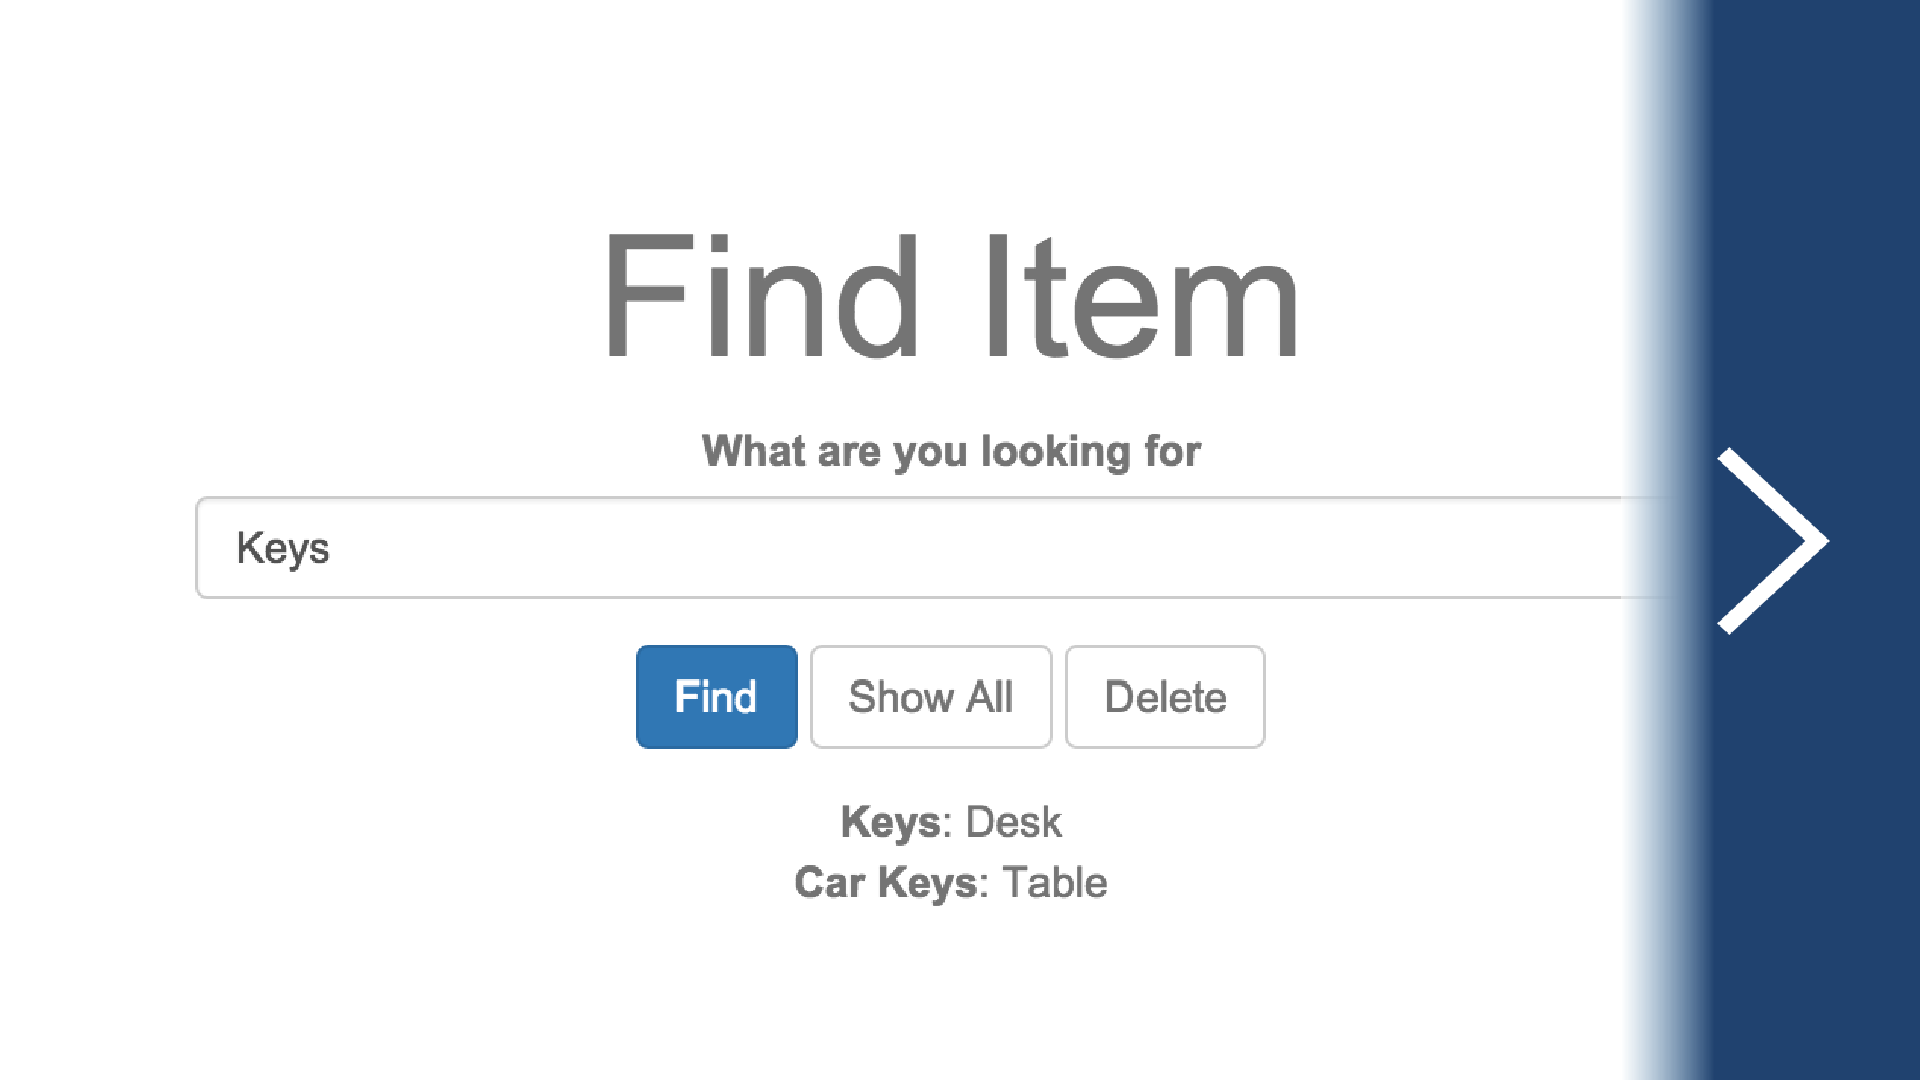 Find Item
What are you looking for
Keys
Find Show All Delete
Keys: Desk
Car Keys: Table